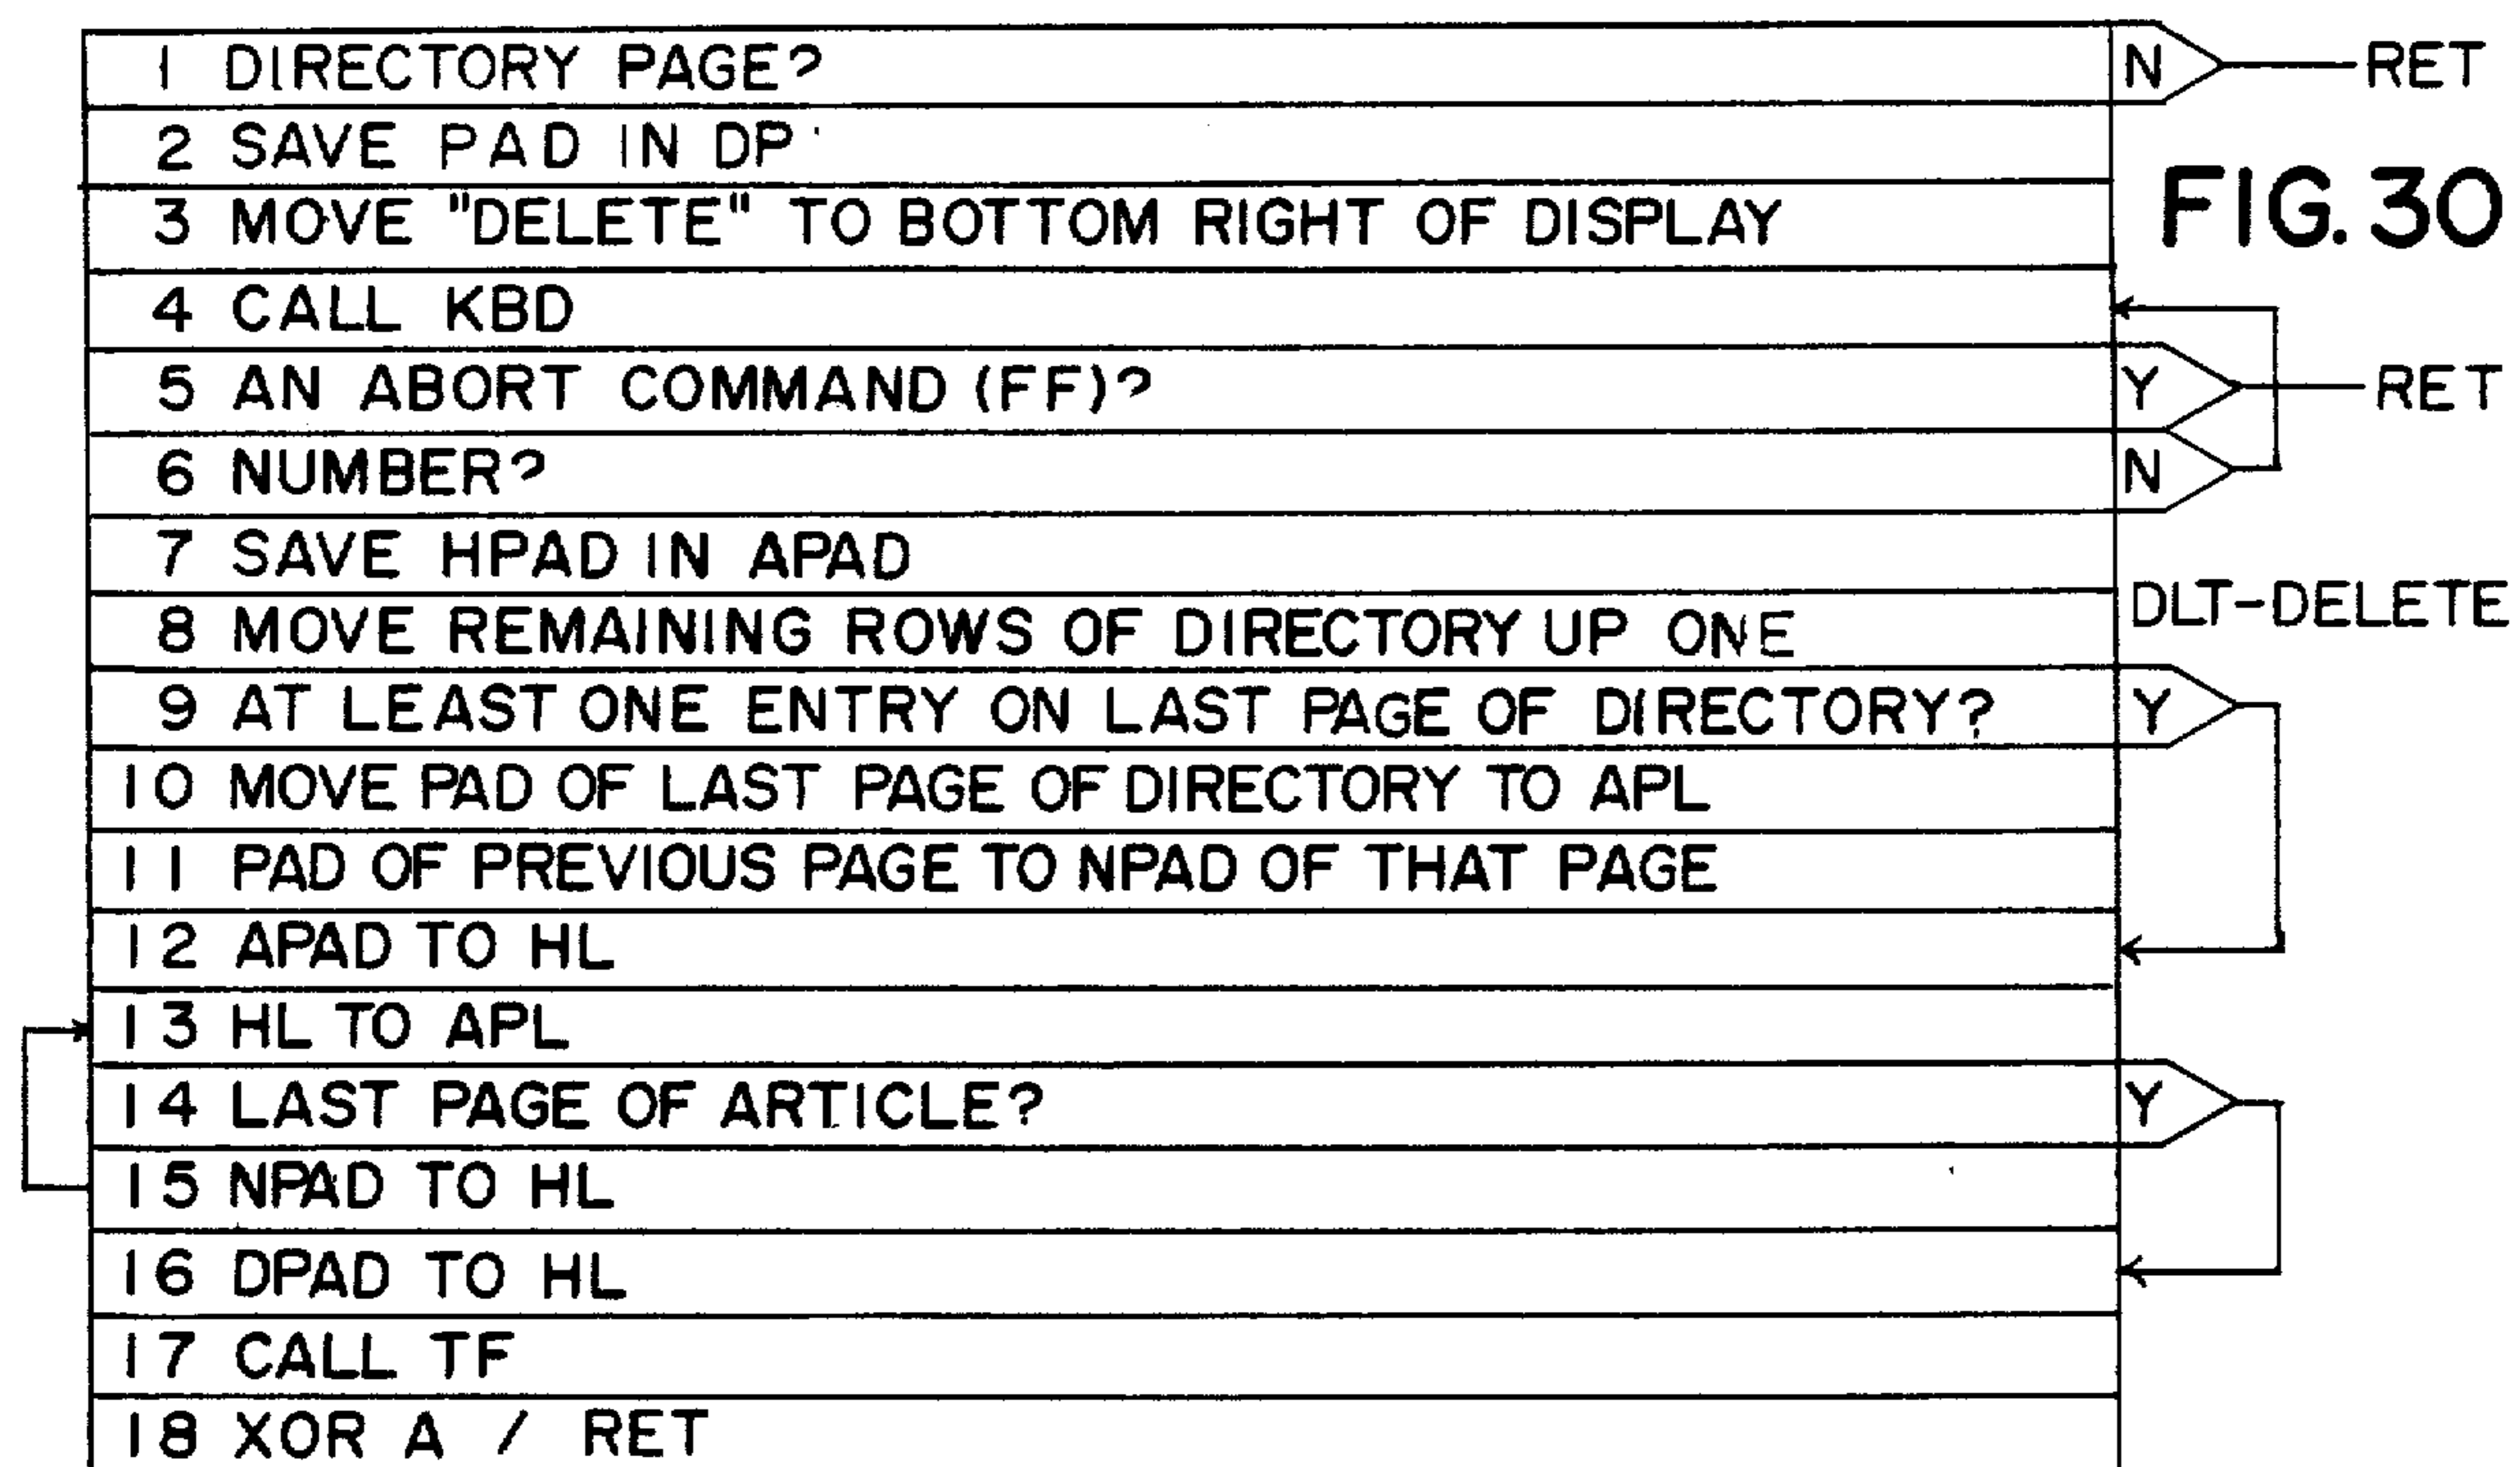 1 DIRECTORY PAGE? N RET
2 SAVE PAD IN DP
FIG. 30
3 MOVE "DELETE" TO BOTTOM RIGHT OF DISPLAY
4 CALL KBD
5 AN ABORT COMMAND (FF)? Y RET
6 NUMBER? N
7 SAVE HPAD IN APAD
DLT-DELETE
8 MOVE REMAINING ROWS OF DIRECTORY UP ONE
9 AT LEAST ONE ENTRY ON LAST PAGE OF DIRECTORY? Y
10 MOVE PAD OF LAST PAGE OF DIRECTORY TO APL
11 PAD OF PREVIOUS PAGE TO NPAD OF THAT PAGE
12 APAD TO HL
13 HL TO APL
14 LAST PAGE OF ARTICLE? Y
15 NPAD TO HL
16 DPAD TO HL
17 CALL TF
18 XOR A / RET